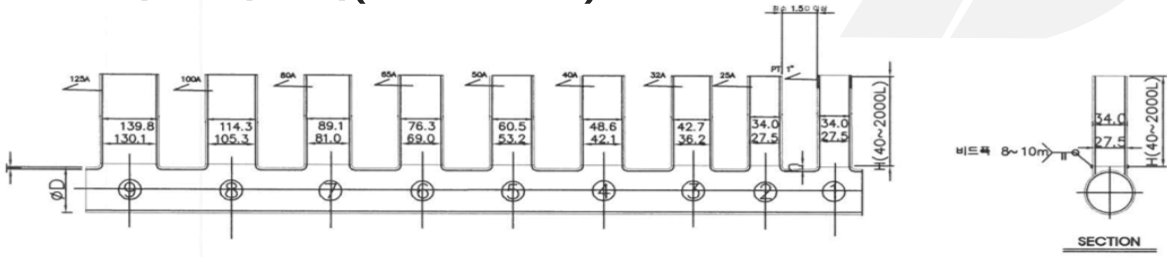 125A
100A
80A
65A
50A
40A
32A
25A
PT 1"
139.8
130.1
114.3
105.3
89.1
81.0
76.3
69.0
60.5
53.2
48.6
42.1
42.7
36.2
34.0
27.5
34.0
27.5
H(40~2000L)
T
ØD
h
⑨ ⑧ ⑦ ⑥ ⑤ ④ ③ ② ①
34.0
27.5
H(40~2000L)
비드폭 8~10m
SECTION